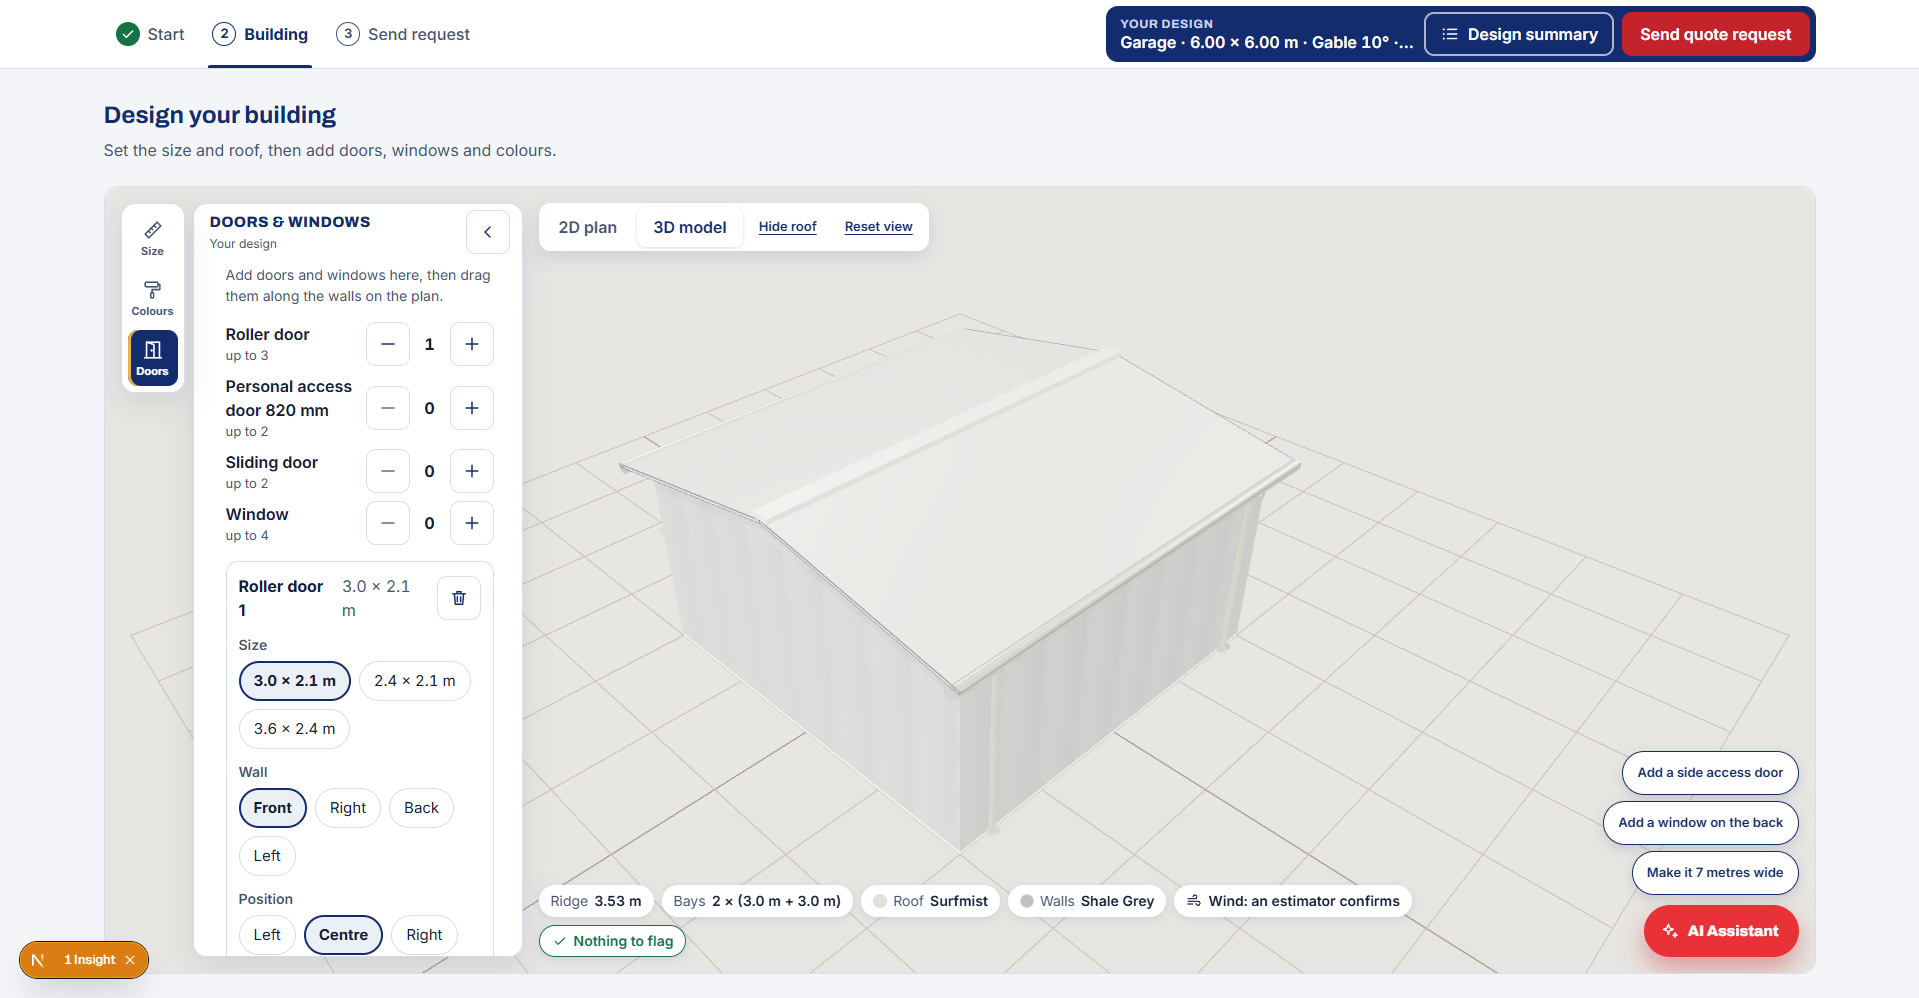 Start
2
Building
3
Send request
YOUR DESIGN
Garage · 6.00 × 6.00 m · Gable 10° ·...
Design summary
Send quote request
Design your building
Set the size and roof, then add doors, windows and colours.
Size
Colours
Doors
DOORS & WINDOWS
Your design
Add doors and windows here, then drag
them along the walls on the plan.
Roller door
up to 3
1
Personal access
door 820 mm
up to 2
0
Sliding door
up to 2
0
Window
up to 4
0
Roller door
1
3.0 × 2.1
m
Size
3.0 × 2.1 m
2.4 × 2.1 m
3.6 × 2.4 m
Wall
Front
Right
Back
Left
Position
Left
Centre
Right
2D plan
3D model
Hide roof
Reset view
Ridge 3.53 m
Bays 2 × (3.0 m + 3.0 m)
Roof Surfmist
Walls Shale Grey
Wind: an estimator confirms
Nothing to flag
Add a side access door
Add a window on the back
Make it 7 metres wide
AI Assistant
N
1 Insight